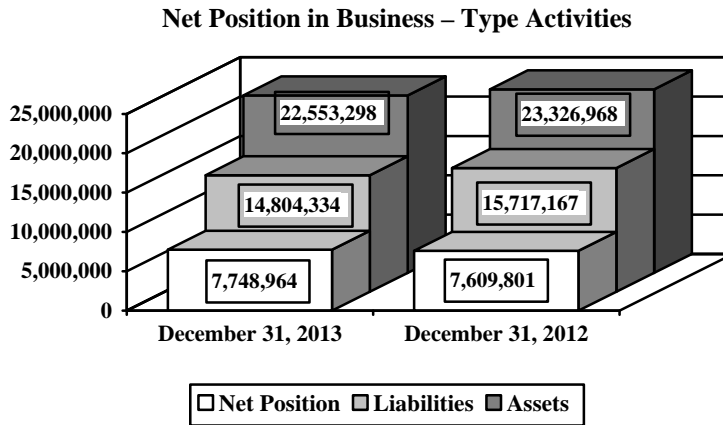 Net Position in Business – Type Activities
25,000,000
20,000,000
15,000,000
10,000,000
5,000,000
0
22,553,298
23,326,968
14,804,334
15,717,167
7,748,964
7,609,801
December 31, 2013
December 31, 2012
Net Position
Liabilities
Assets